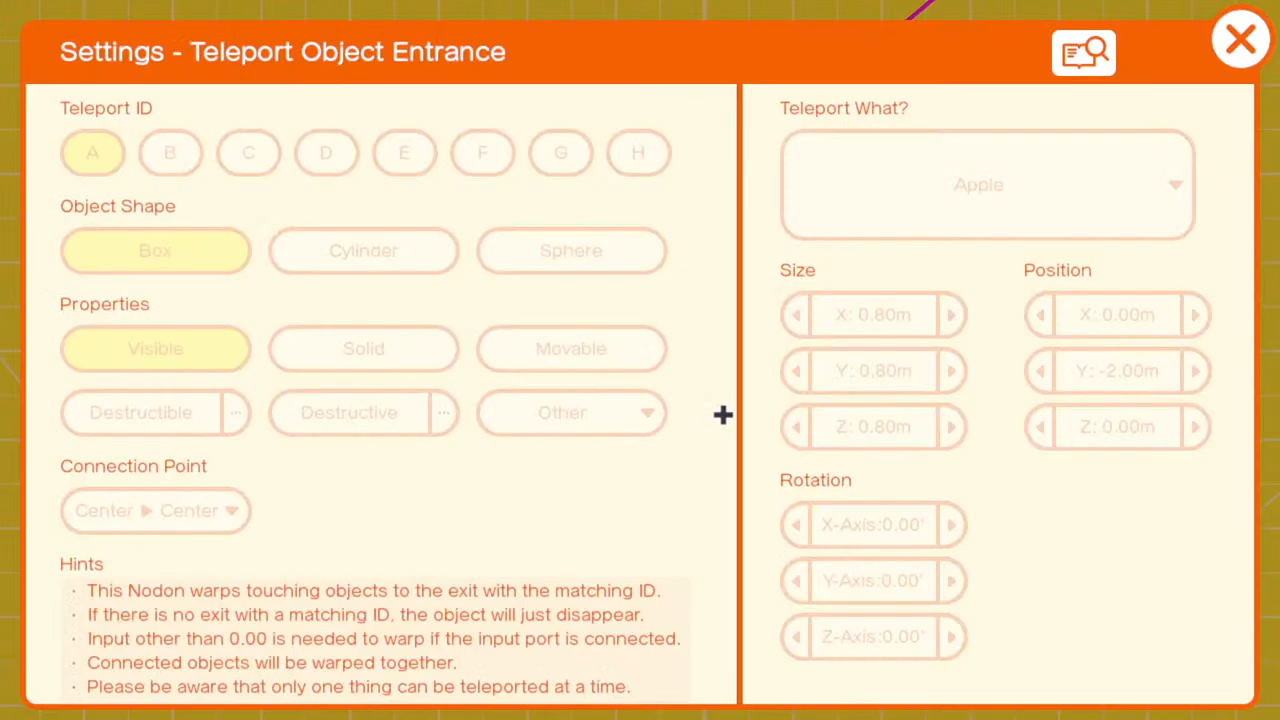 Settings - Teleport Object Entrance
Teleport ID
A B C D E F G H
Object Shape
Box Cylinder Sphere
Properties
Visible Solid Movable
Destructible ... Destructive ... Other
Connection Point
Center ▶ Center
Hints
· This Nodon warps touching objects to the exit with the matching ID.
· If there is no exit with a matching ID, the object will just disappear.
· Input other than 0.00 is needed to warp if the input port is connected.
· Connected objects will be warped together.
· Please be aware that only one thing can be teleported at a time.
Teleport What?
Apple
Size
X: 0.80m
Y: 0.80m
Z: 0.80m
Position
X: 0.00m
Y: -2.00m
Z: 0.00m
Rotation
X-Axis:0.00°
Y-Axis:0.00°
Z-Axis:0.00°